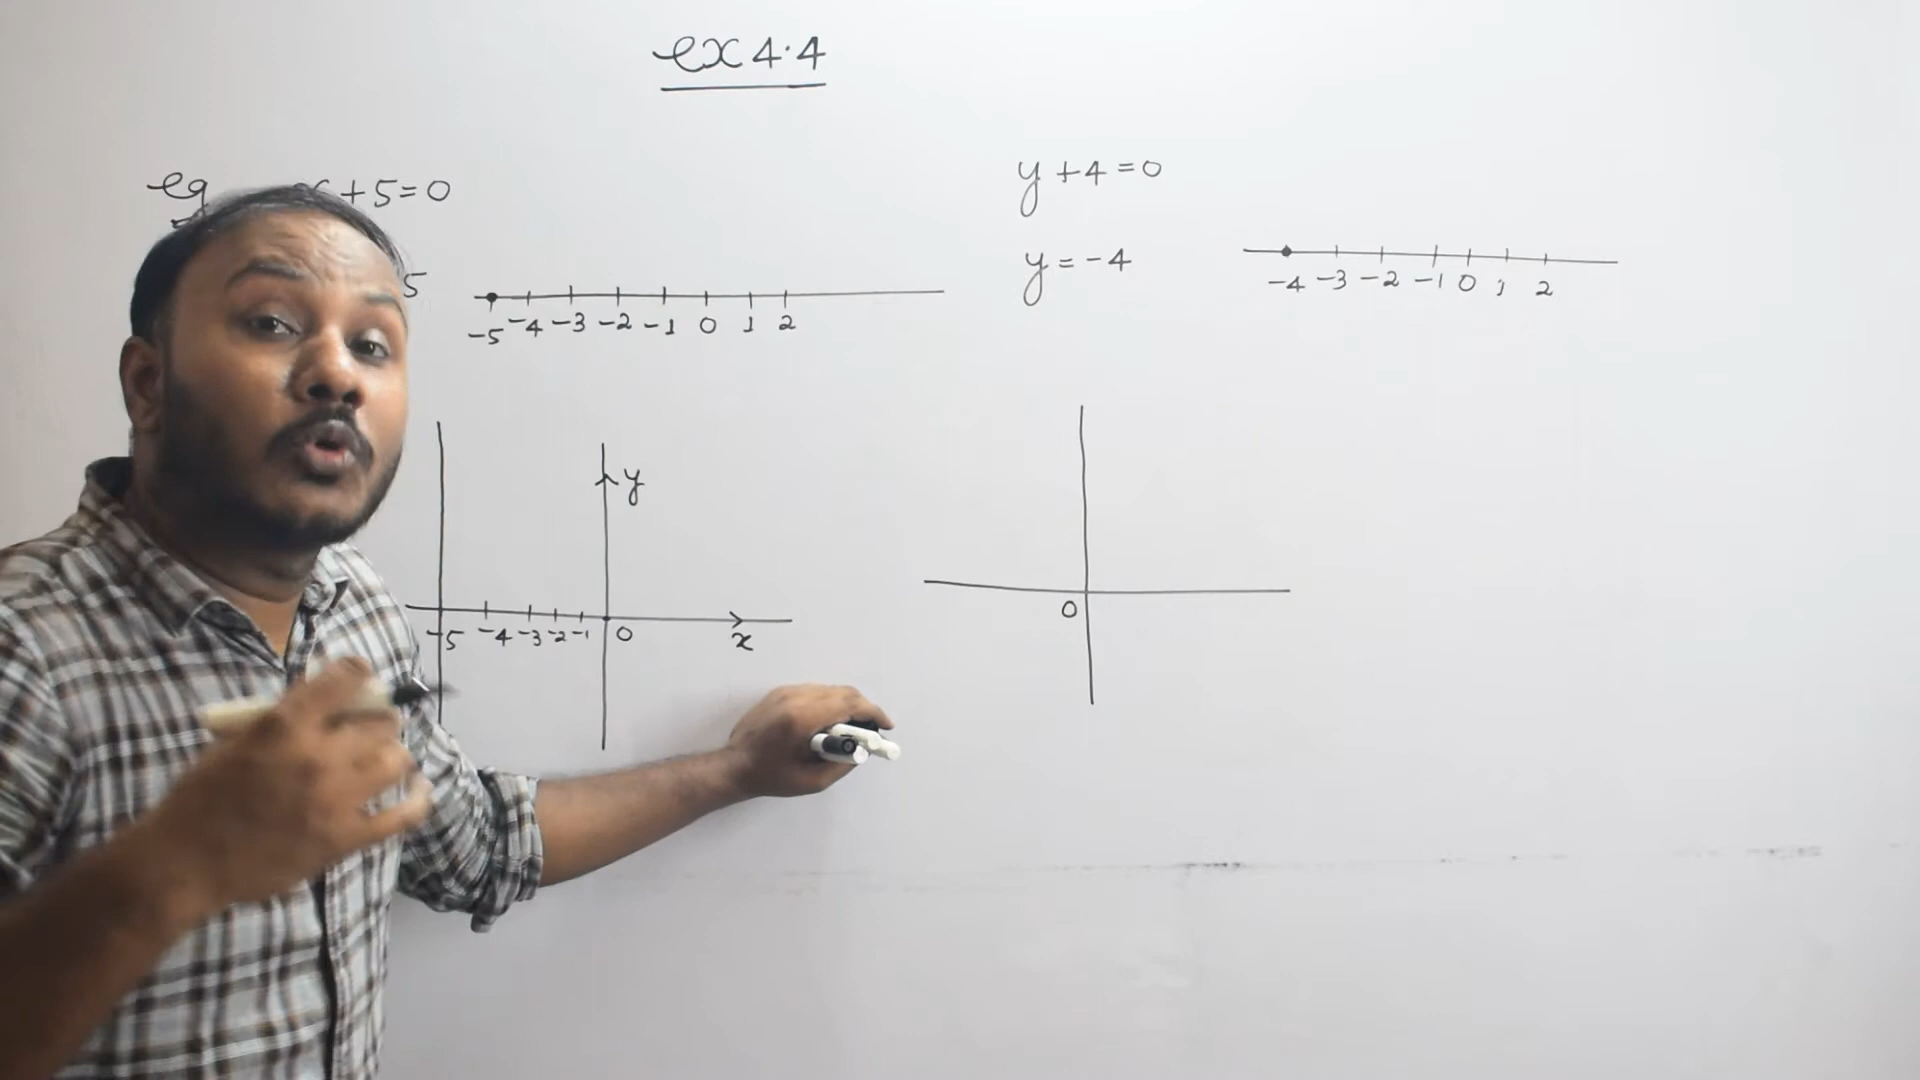 ex 4.4
eg x + 5 = 0
5
-5 -4 -3 -2 -1 0 1 2
y
-5 -4 -3 -2 -1 0
x
y + 4 = 0
y = -4
-4 -3 -2 -1 0 1 2
0